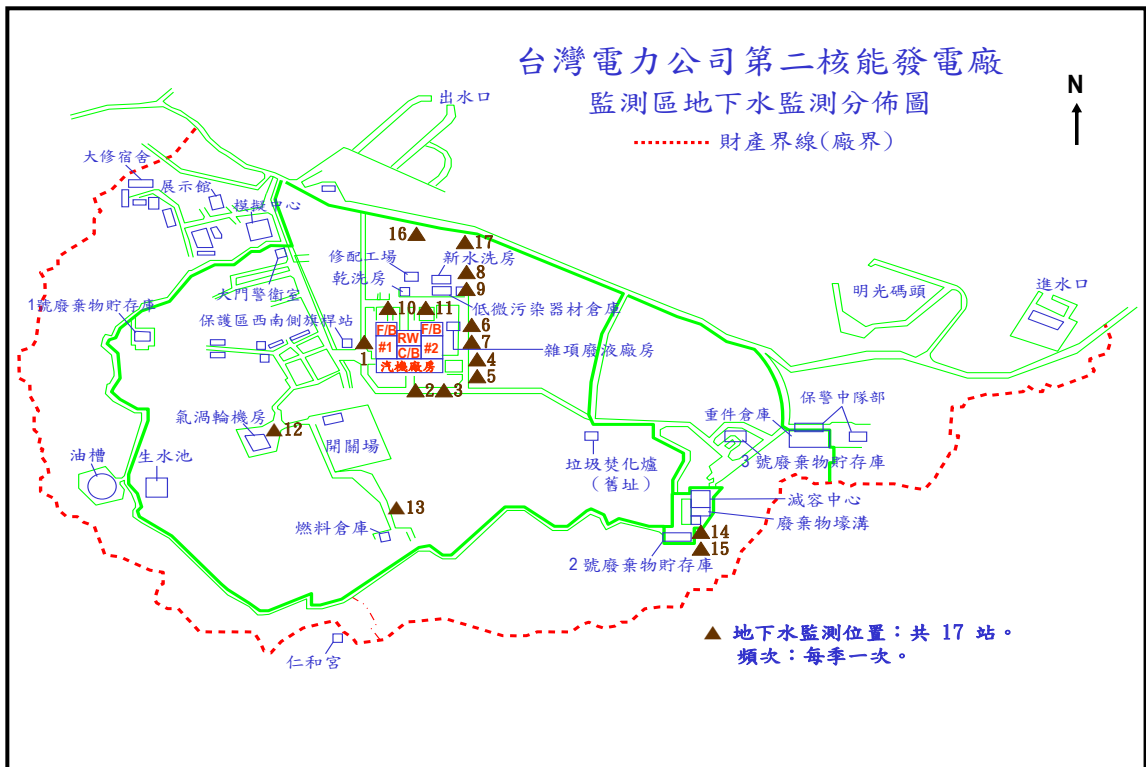 台灣電力公司第二核能發電廠
監測區地下水監測分佈圖
財產界線(廠界)
N
出水口
大修宿舍
展示館
模擬中心
16
17
修配工場
新水洗房
8
乾洗房
9
大門警衛室
明光碼頭
進水口
1號廢棄物貯存庫
10
11
低微污染器材倉庫
保護區西南側旗桿站
F/B
F/B
6
#1
RW
#2
7
雜項廢液廠房
1
C/B
4
汽機廠房
5
2
3
氣渦輪機房
12
開關場
保警中隊部
重件倉庫
油槽
生水池
垃圾焚化爐
(舊址)
3 號廢棄物貯存庫
減容中心
13
廢棄物壕溝
燃料倉庫
14
15
2 號廢棄物貯存庫
地下水監測位置：共 17 站。
頻次：每季一次。
仁和宮